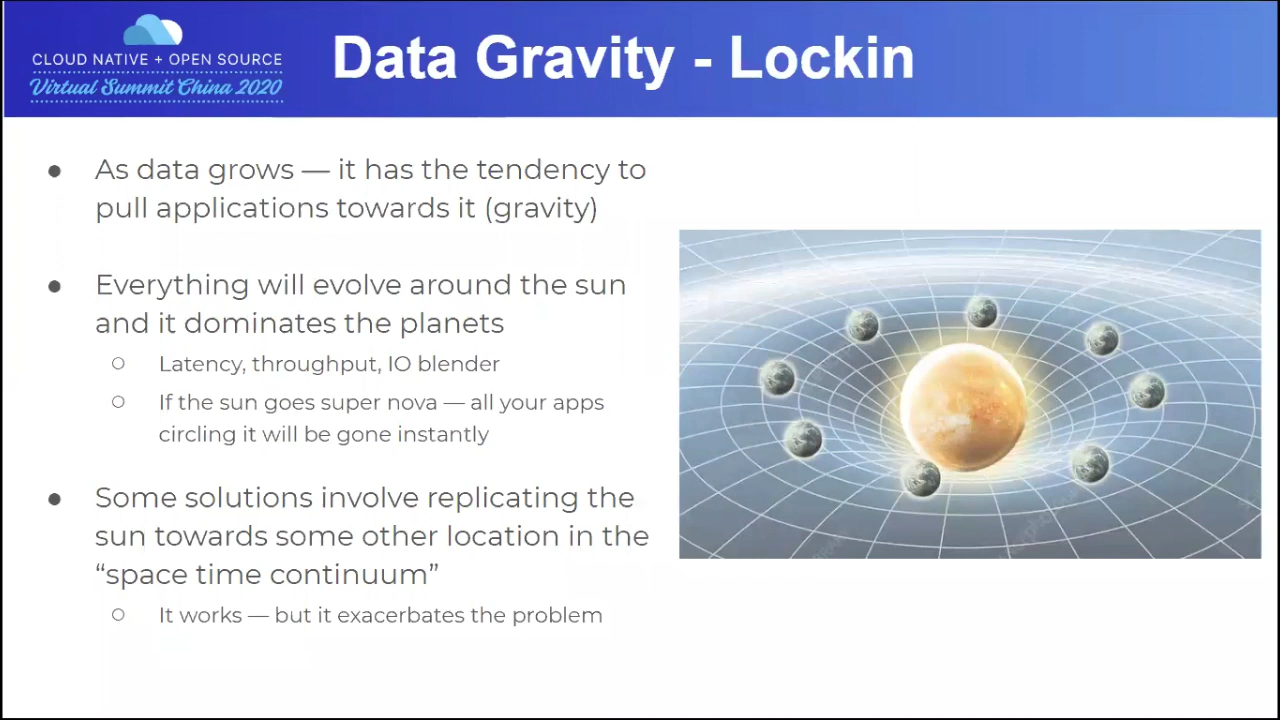 CLOUD NATIVE + OPEN SOURCE
Virtual Summit China 2020
Data Gravity - Lockin
● As data grows — it has the tendency to
pull applications towards it (gravity)
● Everything will evolve around the sun
and it dominates the planets
○ Latency, throughput, IO blender
○ If the sun goes super nova — all your apps
circling it will be gone instantly
● Some solutions involve replicating the
sun towards some other location in the
“space time continuum”
○ It works — but it exacerbates the problem